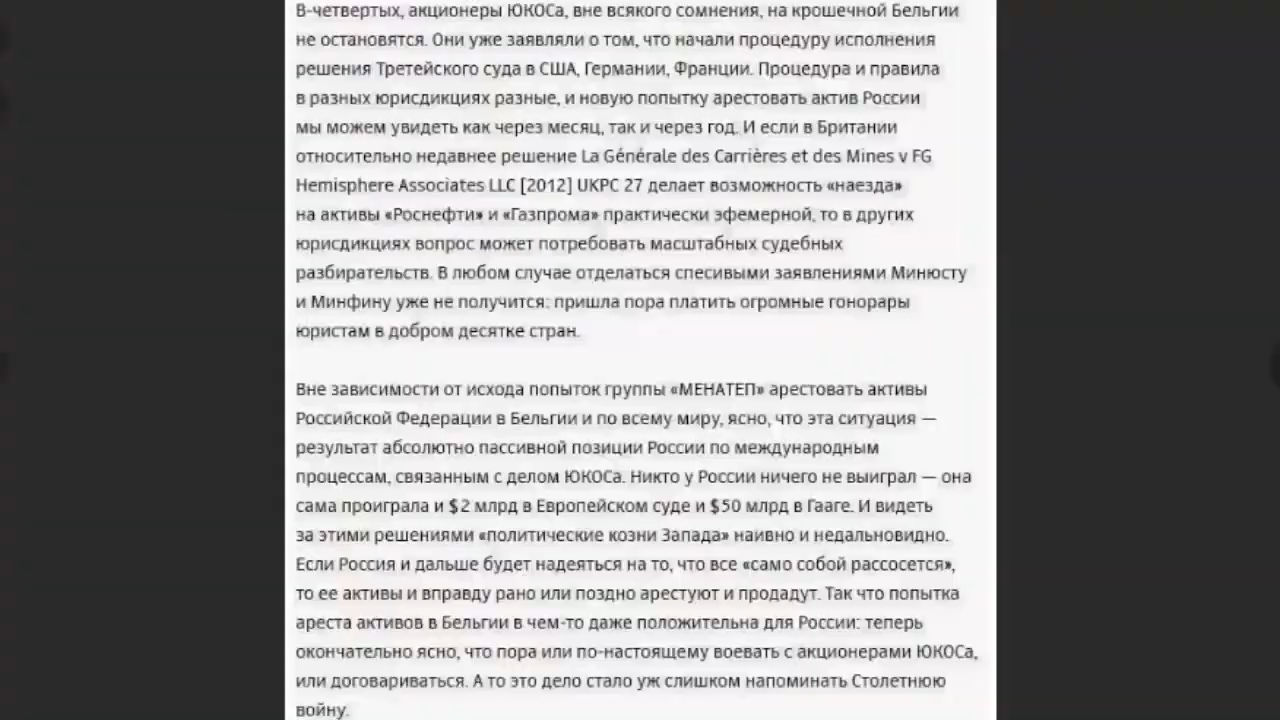 В-четвертых, акционеры ЮКОСа, вне всякого сомнения, на крошечной Бельгии
не остановятся. Они уже заявляли о том, что начали процедуру исполнения
решения Третейского суда в США, Германии, Франции. Процедура и правила
в разных юрисдикциях разные, и новую попытку арестовать актив России
мы можем увидеть как через месяц, так и через год. И если в Британии
относительно недавнее решение La Générale des Carrières et des Mines v FG
Hemisphere Associates LLC [2012] UKPC 27 делает возможность «наезда»
на активы «Роснефти» и «Газпрома» практически эфемерной, то в других
юрисдикциях вопрос может потребовать масштабных судебных
разбирательств. В любом случае отделаться спесивыми заявлениями Минюсту
и Минфину уже не получится: пришла пора платить огромные гонорары
юристам в добром десятке стран.
Вне зависимости от исхода попыток группы «МЕНАТЕП» арестовать активы
Российской Федерации в Бельгии и по всему миру, ясно, что эта ситуация —
результат абсолютно пассивной позиции России по международным
процессам, связанным с делом ЮКОСа. Никто у России ничего не выиграл — она
сама проиграла и $2 млрд в Европейском суде и $50 млрд в Гааге. И видеть
за этими решениями «политические козни Запада» наивно и недальновидно.
Если Россия и дальше будет надеяться на то, что все «само собой рассосется»,
то ее активы и вправду рано или поздно арестуют и продадут. Так что попытка
ареста активов в Бельгии в чем-то даже положительна для России: теперь
окончательно ясно, что пора или по-настоящему воевать с акционерами ЮКОСа,
или договариваться. А то это дело стало уж слишком напоминать Столетнюю
войну.